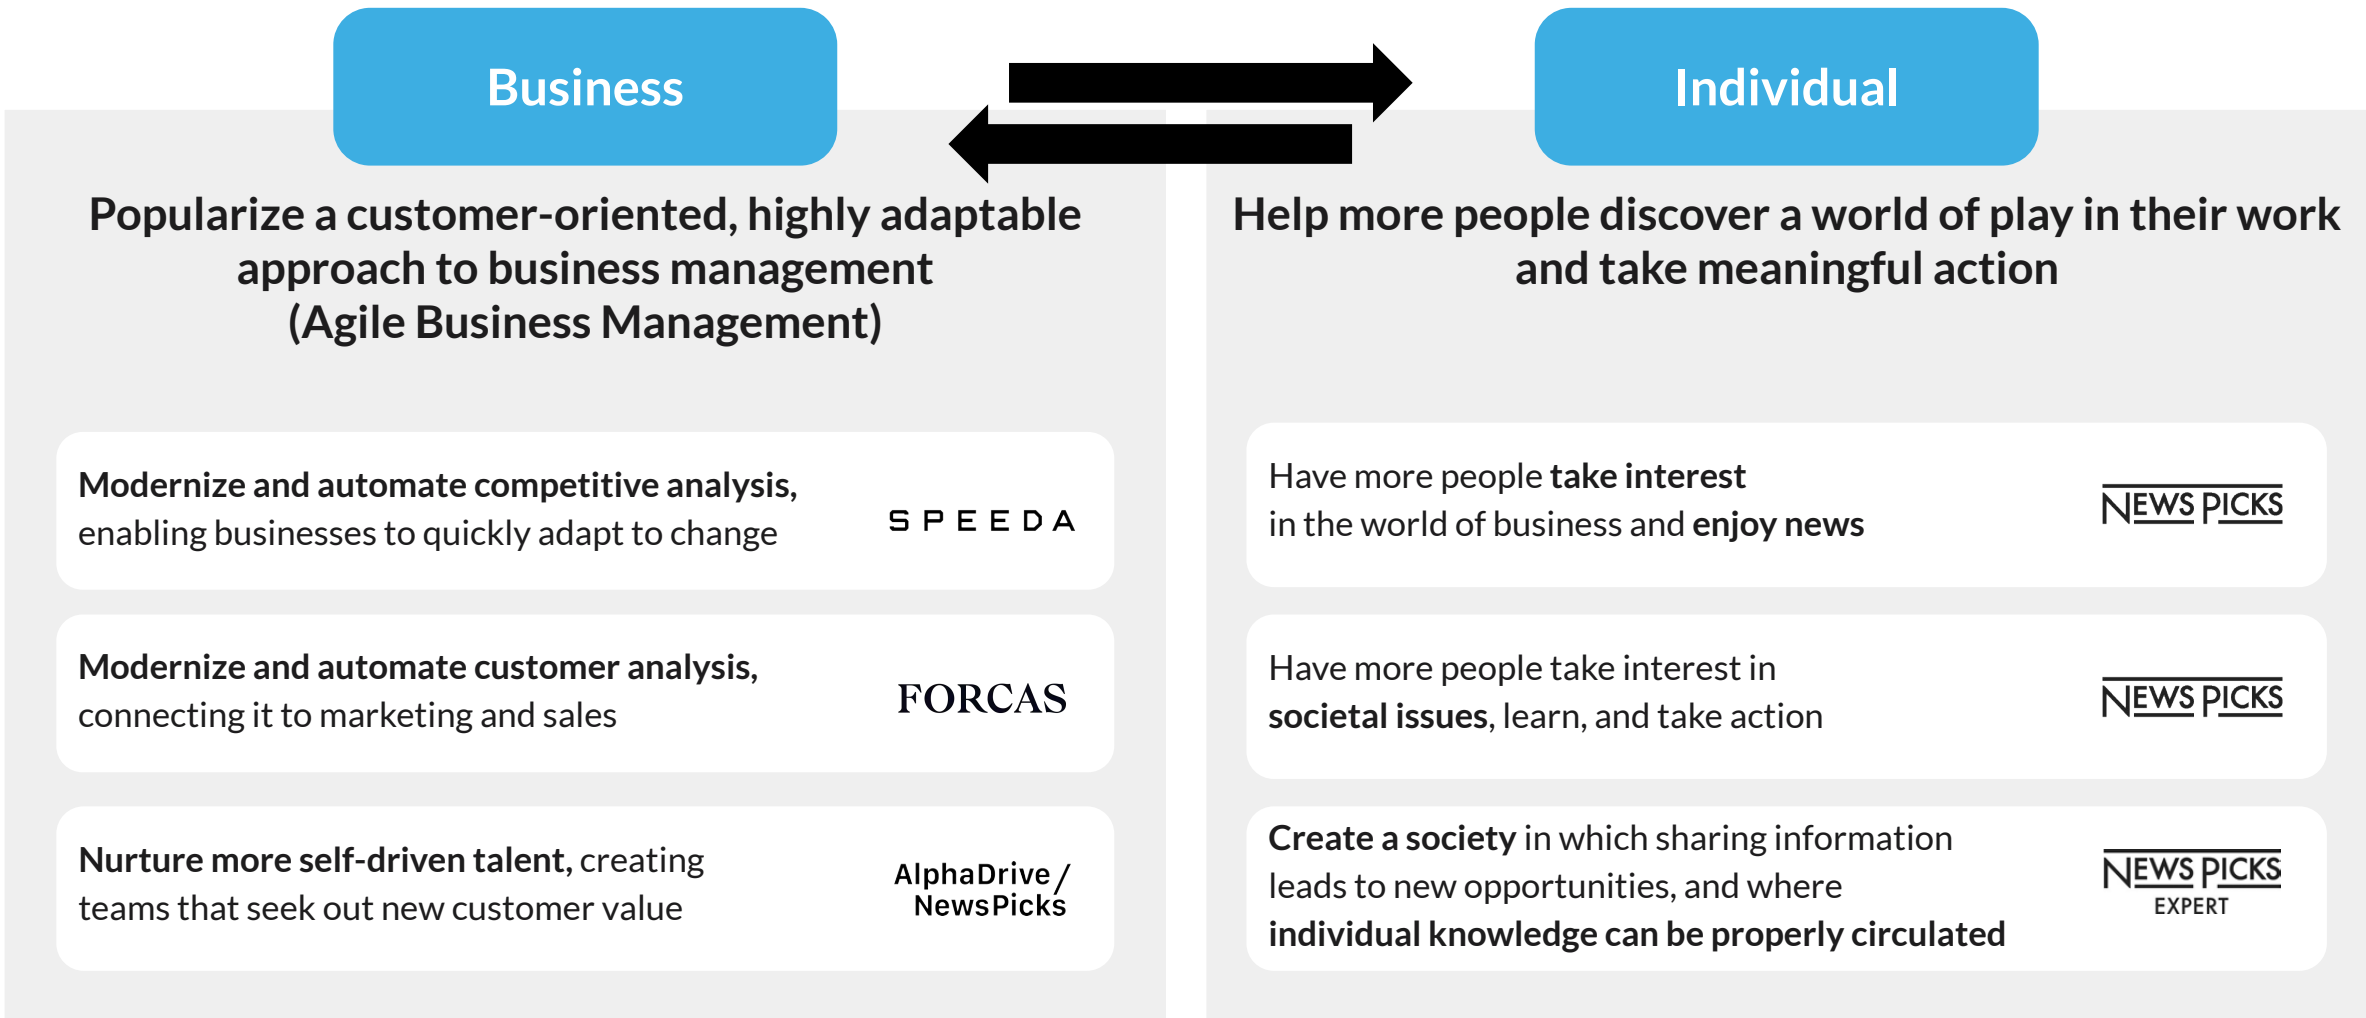 Business
Popularize a customer-oriented, highly adaptable
approach to business management
(Agile Business Management)
Modernize and automate competitive analysis,
enabling businesses to quickly adapt to change
SPEEDA
Modernize and automate customer analysis,
connecting it to marketing and sales
FORCAS
Nurture more self-driven talent, creating
teams that seek out new customer value
AlphaDrive/
NewsPicks
Individual
Help more people discover a world of play in their work
and take meaningful action
Have more people take interest
in the world of business and enjoy news
NEWS PICKS
Have more people take interest in
societal issues, learn, and take action
NEWS PICKS
Create a society in which sharing information
leads to new opportunities, and where
individual knowledge can be properly circulated
NEWS PICKS
EXPERT